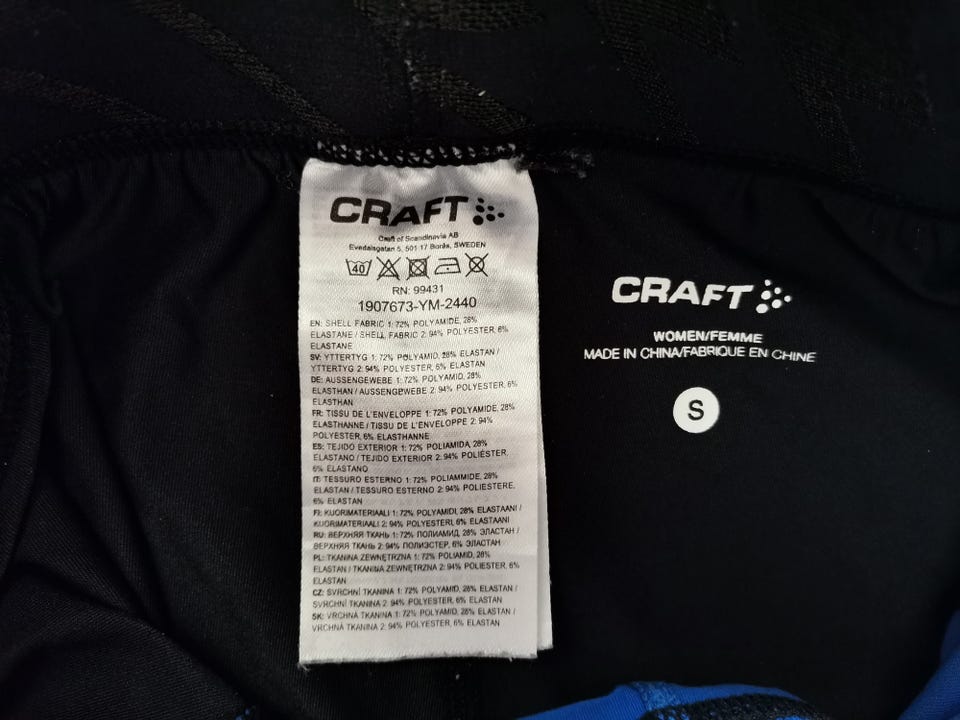 CRAFT
Craft of Scandinavia AB
Evedalsgatan 5, 501 17 Borås, SWEDEN
40
RN: 99431
1907673-YM-2440
EN: SHELL FABRIC 1: 72% POLYAMIDE, 28%
ELASTANE / SHELL FABRIC 2: 94% POLYESTER, 6%
ELASTANE
SV: YTTERTYG 1: 72% POLYAMID, 28% ELASTAN /
YTTERTYG 2: 94% POLYESTER, 6% ELASTAN
DE: AUSSENGEWEBE 1: 72% POLYAMID, 28%
ELASTHAN / AUSSENGEWEBE 2: 94% POLYESTER, 6%
ELASTHAN
FR: TISSU DE L'ENVELOPPE 1: 72% POLYAMIDE, 28%
ELASTHANNE / TISSU DE L'ENVELOPPE 2: 94%
POLYESTER, 6% ELASTHANNE
ES: TEJIDO EXTERIOR 1: 72% POLIAMIDA, 28%
ELASTANO / TEJIDO EXTERIOR 2: 94% POLIÉSTER,
6% ELASTANO
IT: TESSURO ESTERNO 1: 72% POLIAMMIDE, 28%
ELASTAN / TESSURO ESTERNO 2: 94% POLIESTERE,
6% ELASTAN
FI: KUORIMATERIAALI 1: 72% POLYAMIDI, 28% ELASTAANI /
KUORIMATERIAALI 2: 94% POLYESTERI, 6% ELASTAANI
RU: ВЕРХНЯЯ ТКАНЬ 1: 72% ПОЛИАМИД, 28% ЭЛАСТАН /
ВЕРХНЯЯ ТКАНЬ 2: 94% ПОЛИЭСТЕР, 6% ЭЛАСТАН
PL: TKANINA ZEWNĘTRZNA 1: 72% POLIAMID, 28%
ELASTAN / TKANINA ZEWNĘTRZNA 2: 94% POLIESTER, 6%
ELASTAN
CZ: SVRCHNÍ TKANINA 1: 72% POLYAMID, 28% ELASTAN /
SVRCHNÍ TKANINA 2: 94% POLYESTER, 6% ELASTAN
SK: VRCHNÁ TKANINA 1: 72% POLYAMID, 28% ELASTAN /
VRCHNÁ TKANINA 2: 94% POLYESTER, 6% ELASTAN
CRAFT
WOMEN/FEMME
MADE IN CHINA/FABRIQUE EN CHINE
S